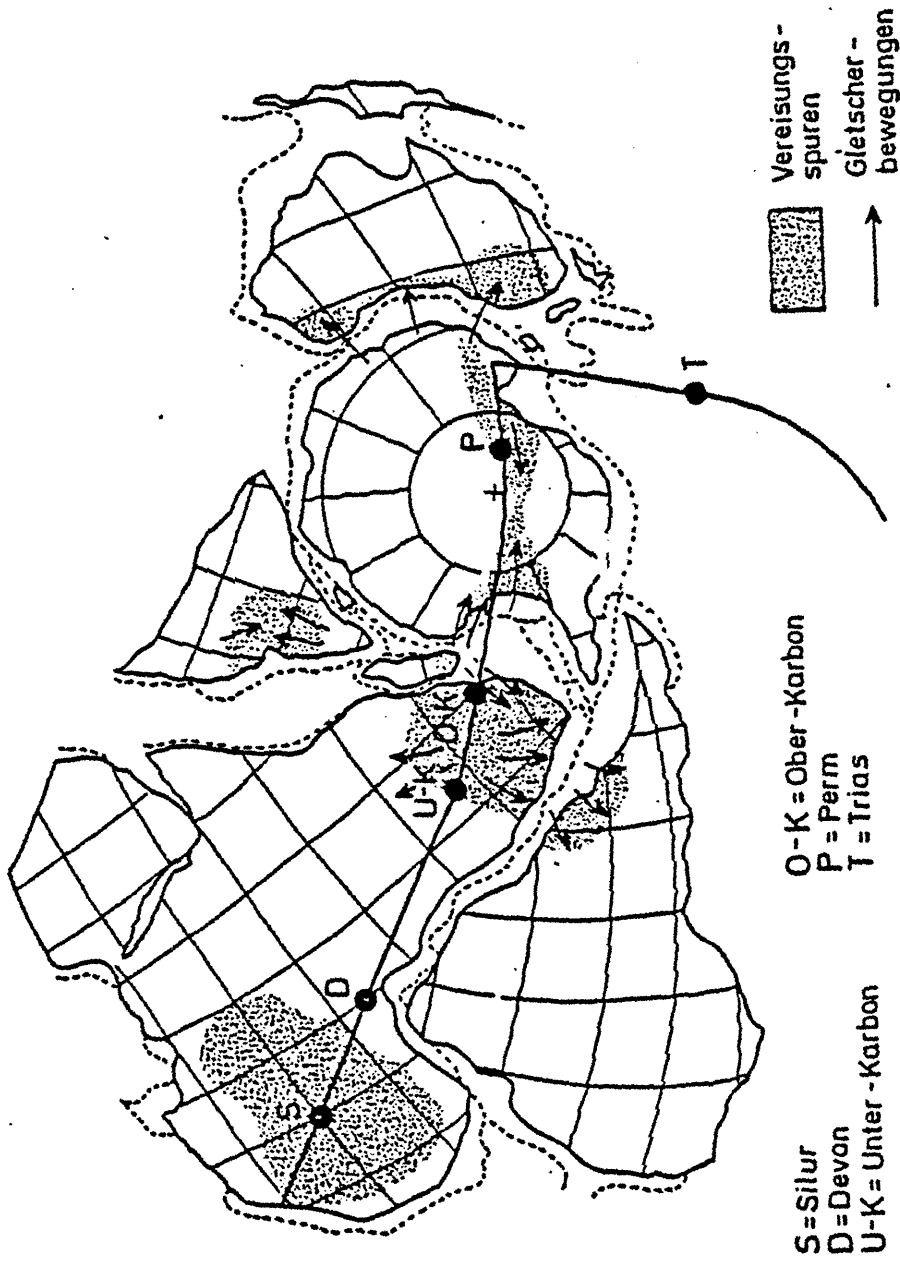 S
D
U-K
O-K
P
T
S=Silur
D=Devon
U-K=Unter-Karbon
O-K=Ober-Karbon
P=Perm
T=Trias
Vereisungs-
spuren
Gletscher-
bewegungen